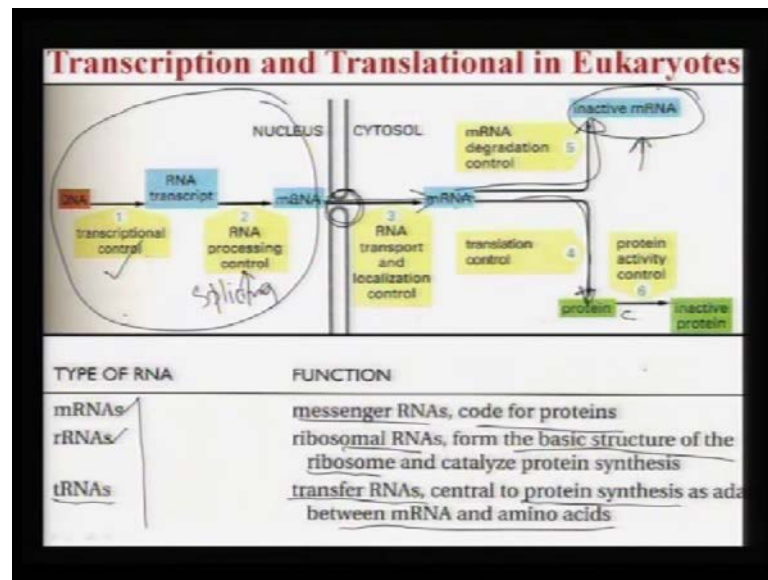 Transcription and Translational in Eukaryotes
NUCLEUS
CYTOSOL
DNA
RNA
transcript
mRNA
mRNA
inactive mRNA
1
transcriptional
control
2
RNA
processing
control
splicing
3
RNA
transport
and
localization
control
mRNA
degradation
control
5
translation
control
4
protein
activity
control
6
protein
inactive
protein
TYPE OF RNA
FUNCTION
mRNAs
messenger RNAs, code for proteins
rRNAs
ribosomal RNAs, form the basic structure of the
ribosome and catalyze protein synthesis
tRNAs
transfer RNAs, central to protein synthesis as ada
between mRNA and amino acids